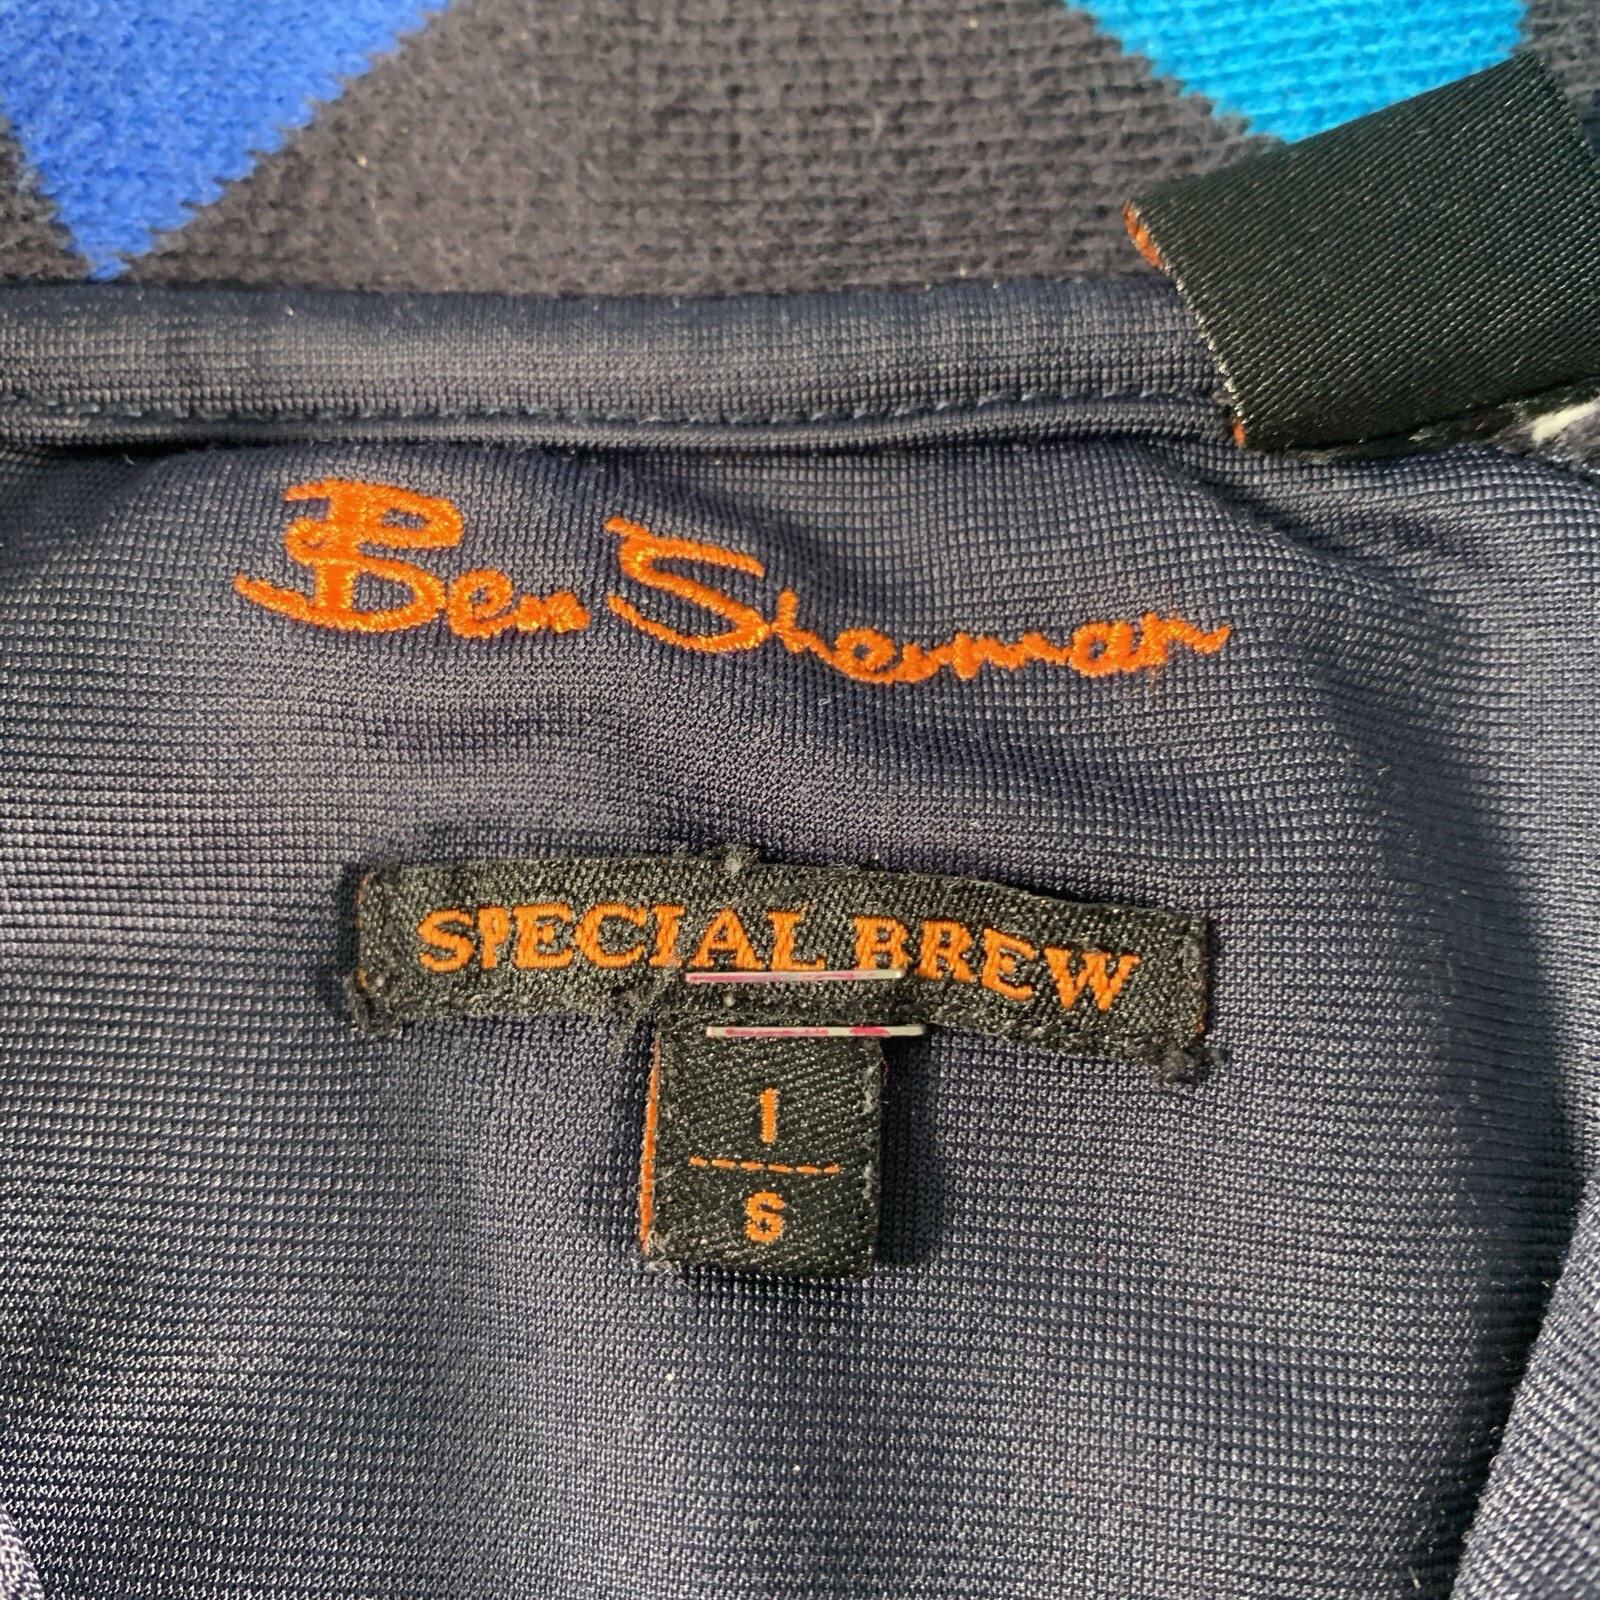 Ben Sherman
SPECIAL BREW
1
S